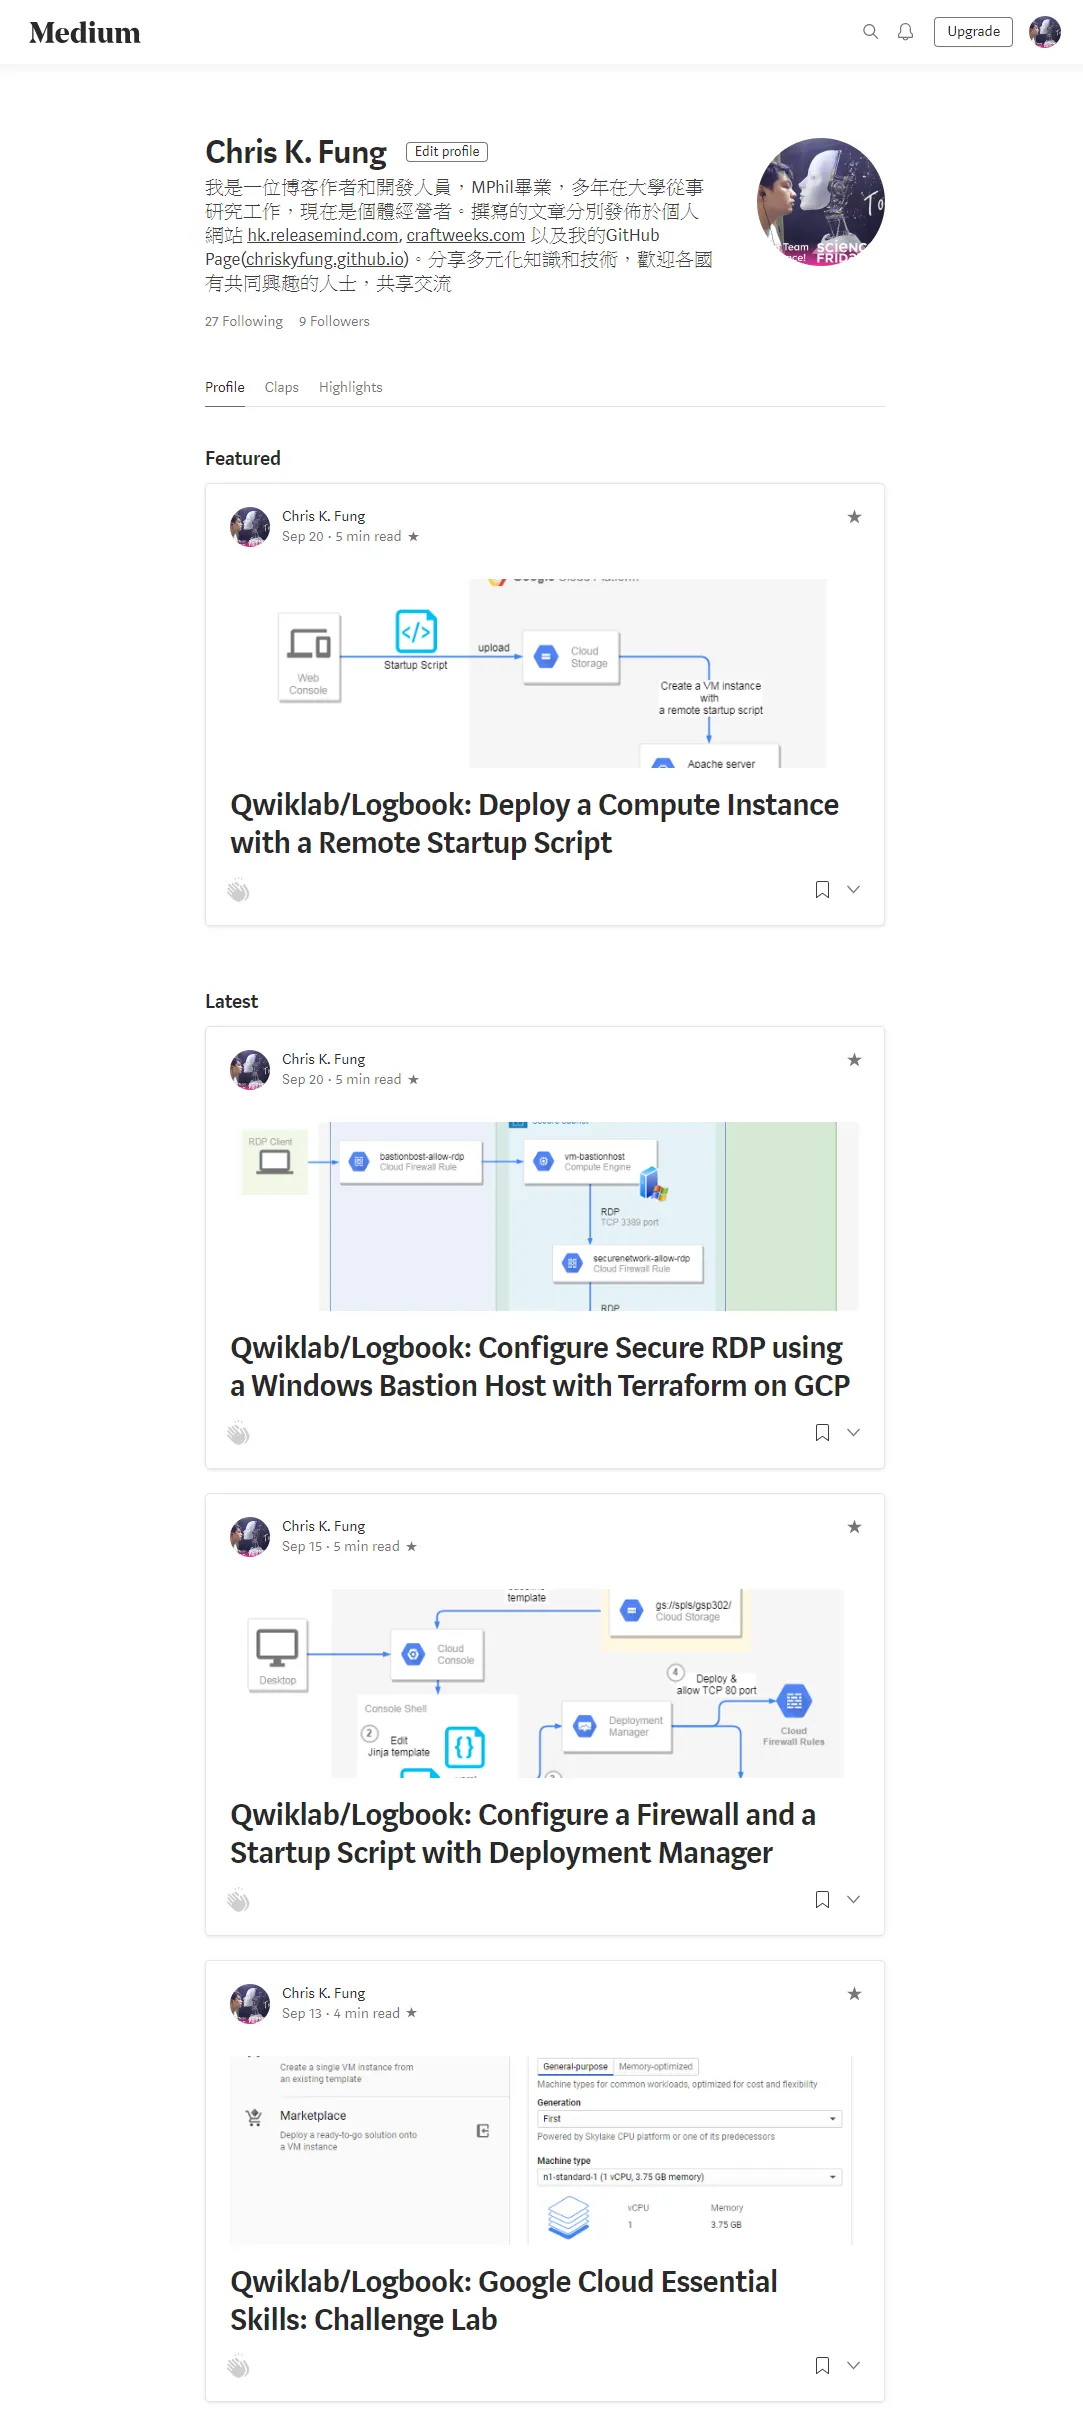 Medium
Upgrade
Chris K. Fung
Edit profile
我是一位博客作者和開發人員，MPhil畢業，多年在大學從事
研究工作，現在是個體經營者。撰寫的文章分別發佈於個人
網站 hk.releasemind.com, craftweeks.com 以及我的GitHub
Page(chriskyfung.github.io)。分享多元化知識和技術，歡迎各國
有共同興趣的人士，共享交流
27 Following 9 Followers
Profile Claps Highlights
Featured
Chris K. Fung
Sep 20 · 5 min read ★
Google Cloud Platform
Web
Console
Startup Script
upload
Cloud
Storage
Create a VM instance
with
a remote startup script
Apache server
Qwiklab/Logbook: Deploy a Compute Instance
with a Remote Startup Script
Latest
Chris K. Fung
Sep 20 · 5 min read ★
RDP Client
bastionbost-allow-rdp
Cloud Firewall Rule
vm-bastionhost
Compute Engine
RDP
TCP 3389 port
securenetwork-allow-rdp
Cloud Firewall Rule
RDP
Qwiklab/Logbook: Configure Secure RDP using
a Windows Bastion Host with Terraform on GCP
Chris K. Fung
Sep 15 · 5 min read ★
template
gs://spls/gsp302/
Cloud Storage
Desktop
Cloud
Console
Console Shell
2
Edit
Jinja template
{}
Deployment
Manager
4
Deploy &
allow TCP 80 port
Cloud
Firewall Rules
Qwiklab/Logbook: Configure a Firewall and a
Startup Script with Deployment Manager
Chris K. Fung
Sep 13 · 4 min read ★
Create a single VM instance from
an existing template
Marketplace
Deploy a ready-to-go solution onto
a VM instance
General-purpose Memory-optimized
Machine types for common workloads, optimized for cost and flexibility
Generation
First
Powered by Skylake CPU platform or one of its predecessors
Machine type
n1-standard-1 (1 vCPU, 3.75 GB memory)
vCPU Memory
1 3.75 GB
Qwiklab/Logbook: Google Cloud Essential
Skills: Challenge Lab